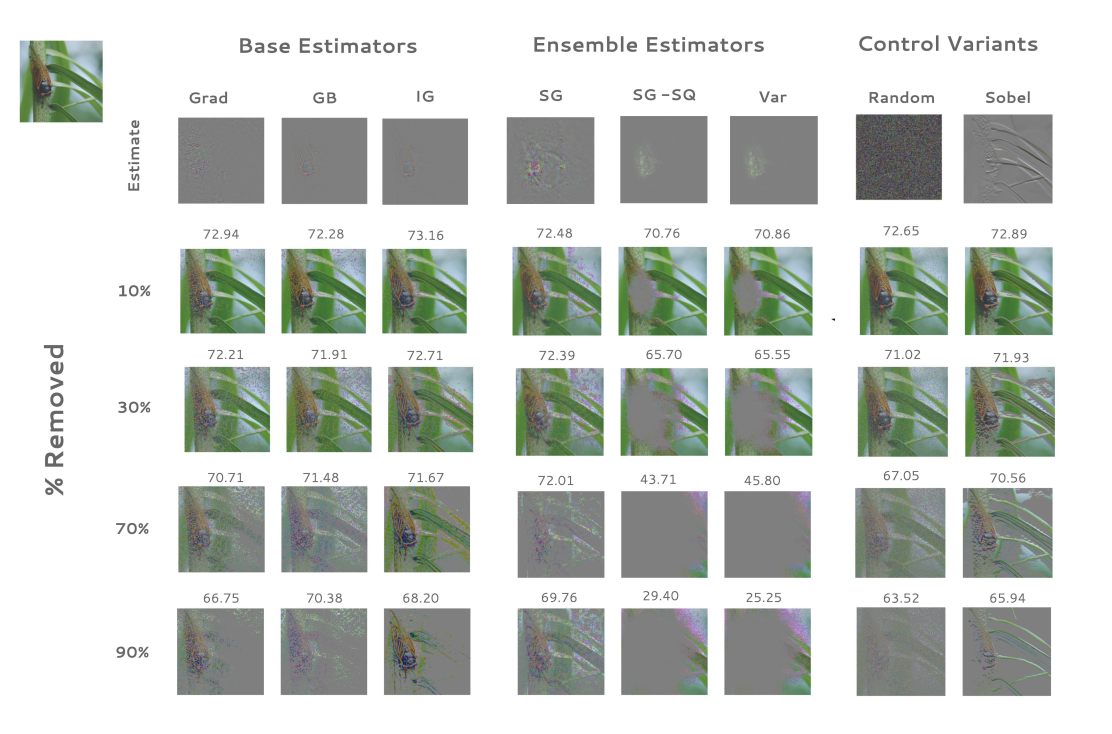 Base Estimators Ensemble Estimators Control Variants
Grad GB IG SG SG -SQ Var Random Sobel
Estimate
72.94 72.28 73.16 72.48 70.76 70.86 72.65 72.89
10%
72.21 71.91 72.71 72.39 65.70 65.55 71.02 71.93
30%
% Removed
70.71 71.48 71.67 72.01 43.71 45.80 67.05 70.56
70%
66.75 70.38 68.20 69.76 29.40 25.25 63.52 65.94
90%